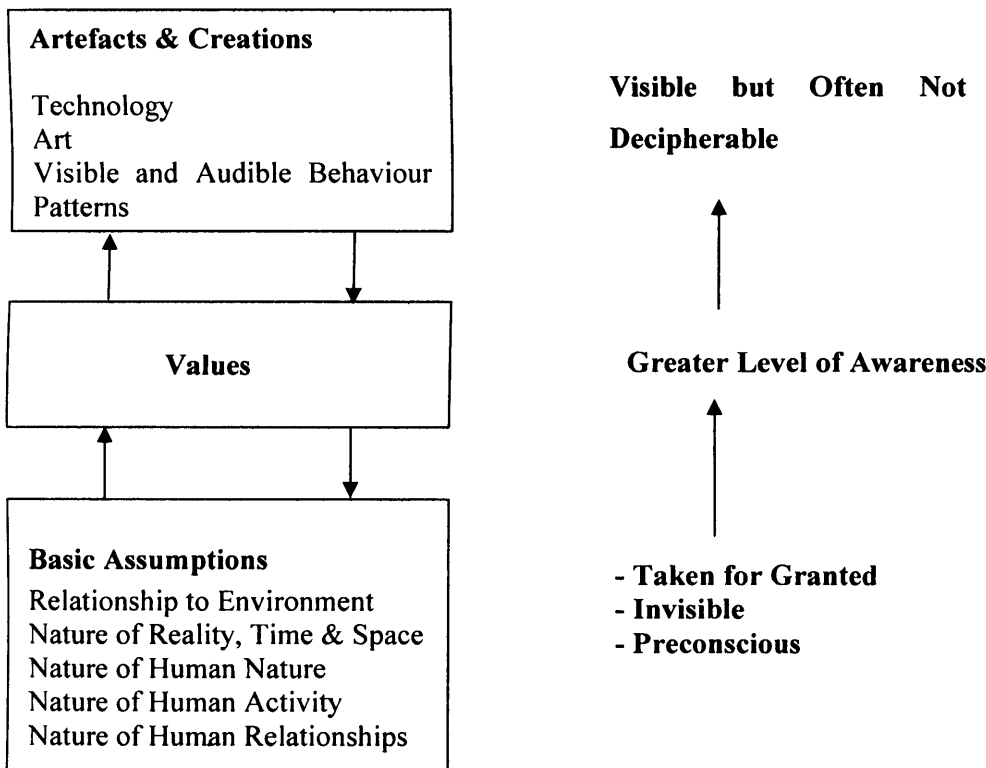 Artefacts & Creations
Technology
Art
Visible and Audible Behaviour
Patterns
Visible but Often Not
Decipherable
Values
Greater Level of Awareness
Basic Assumptions
Relationship to Environment
Nature of Reality, Time & Space
Nature of Human Nature
Nature of Human Activity
Nature of Human Relationships
- Taken for Granted
- Invisible
- Preconscious